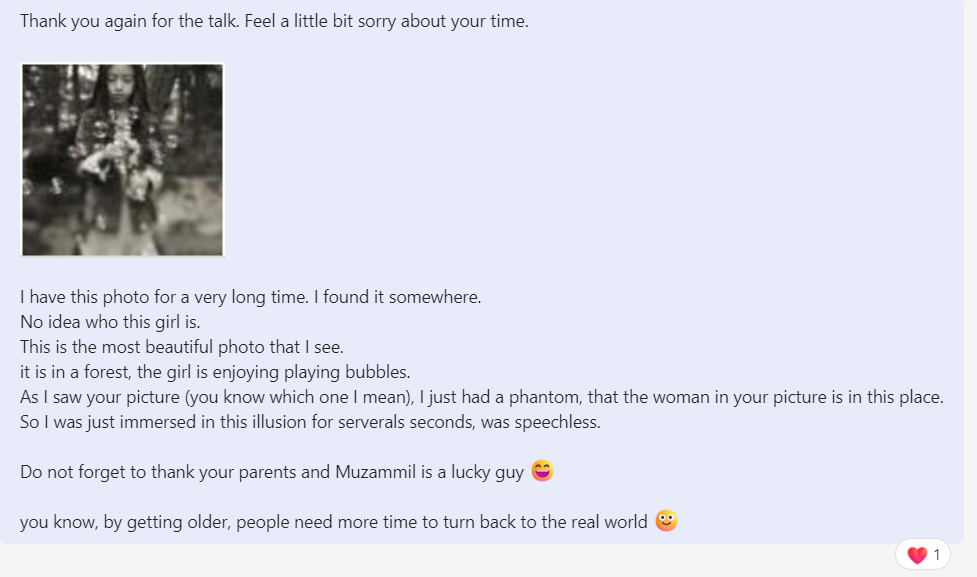 Thank you again for the talk. Feel a little bit sorry about your time.
I have this photo for a very long time. I found it somewhere.
No idea who this girl is.
This is the most beautiful photo that I see.
it is in a forest, the girl is enjoying playing bubbles.
As I saw your picture (you know which one I mean), I just had a phantom, that the woman in your picture is in this place.
So I was just immersed in this illusion for serverals seconds, was speechless.
Do not forget to thank your parents and Muzammil is a lucky guy 😄
you know, by getting older, people need more time to turn back to the real world 🙂
❤️ 1